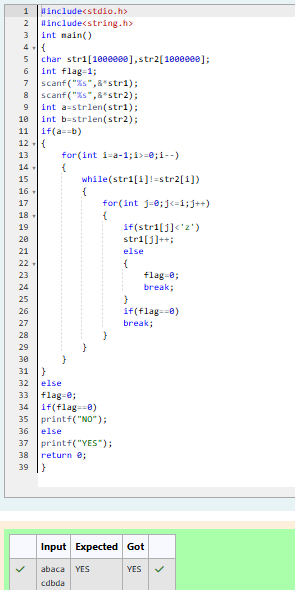 1 #include<stdio.h>
2 #include<string.h>
3 int main()
4 {
5 char str1[1000000],str2[1000000];
6 int flag=1;
7 scanf("%s",&*str1);
8 scanf("%s",&*str2);
9 int a=strlen(str1);
10 int b=strlen(str2);
11 if(a==b)
12 {
13 for(int i=a-1;i>=0;i--)
14 {
15 while(str1[i]!=str2[i])
16 {
17 for(int j=0;j<=i;j++)
18 {
19 if(str1[j]<'z')
20 str1[j]++;
21 else
22 {
23 flag=0;
24 break;
25 }
26 if(flag==0)
27 break;
28 }
29 }
30 }
31 }
32 else
33 flag=0;
34 if(flag==0)
35 printf("NO");
36 else
37 printf("YES");
38 return 0;
39 }
Input Expected Got
abaca YES YES
cdbda